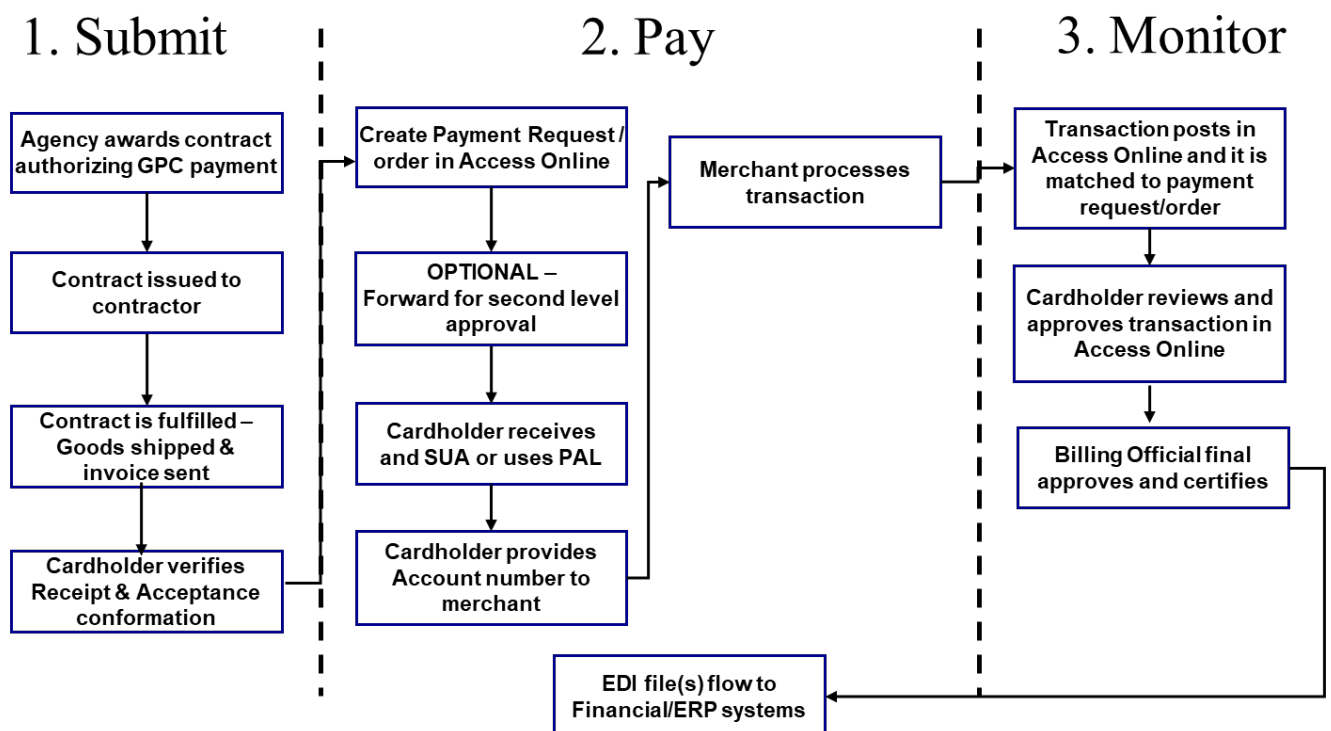 1. Submit
Agency awards contract
authorizing GPC payment
Contract issued to
contractor
Contract is fulfilled –
Goods shipped &
invoice sent
Cardholder verifies
Receipt & Acceptance
conformation
2. Pay
Create Payment Request /
order in Access Online
OPTIONAL –
Forward for second level
approval
Cardholder receives
and SUA or uses PAL
Cardholder provides
Account number to
merchant
Merchant processes
transaction
3. Monitor
Transaction posts in
Access Online and it is
matched to payment
request/order
Cardholder reviews and
approves transaction in
Access Online
Billing Official final
approves and certifies
EDI file(s) flow to
Financial/ERP systems